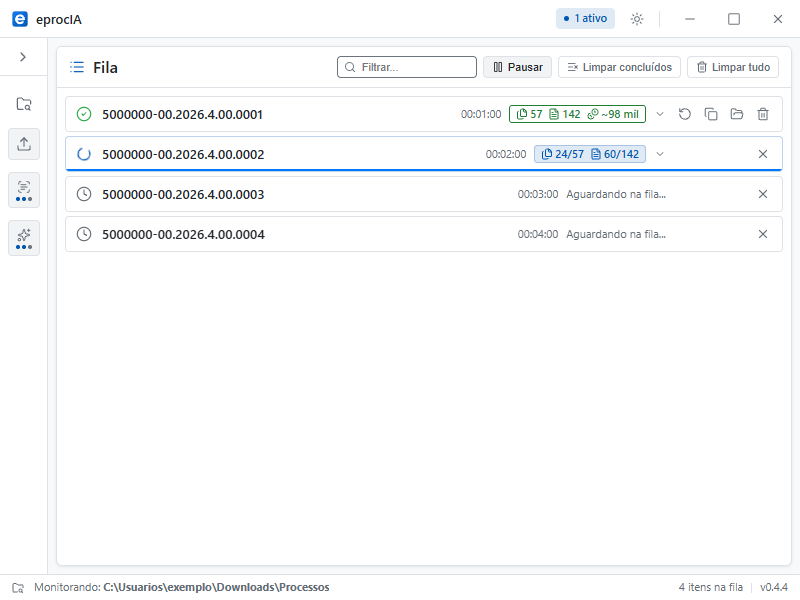 eprocIA
1 ativo
Fila
Filtrar...
Pausar
Limpar concluídos
Limpar tudo
5000000-00.2026.4.00.0001 00:01:00 57 142 ~98 mil
5000000-00.2026.4.00.0002 00:02:00 24/57 60/142
5000000-00.2026.4.00.0003 00:03:00 Aguardando na fila...
5000000-00.2026.4.00.0004 00:04:00 Aguardando na fila...
Monitorando: C:\Usuarios\exemplo\Downloads\Processos
4 itens na fila
v0.4.4